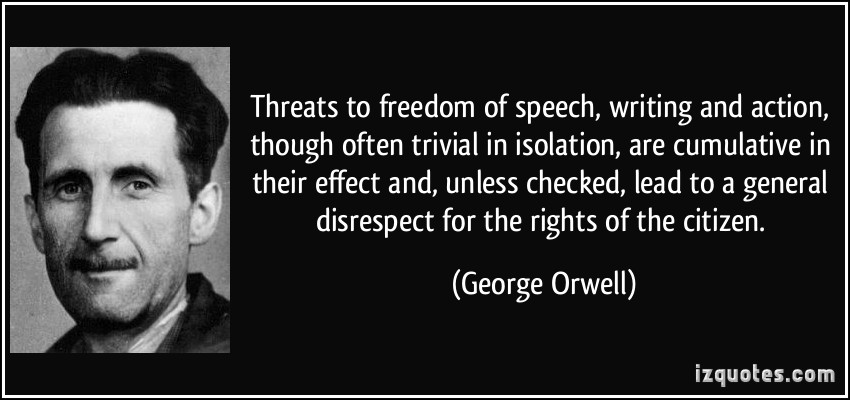 Threats to freedom of speech, writing and action,
though often trivial in isolation, are cumulative in
their effect and, unless checked, lead to a general
disrespect for the rights of the citizen.
(George Orwell)
izquotes.com